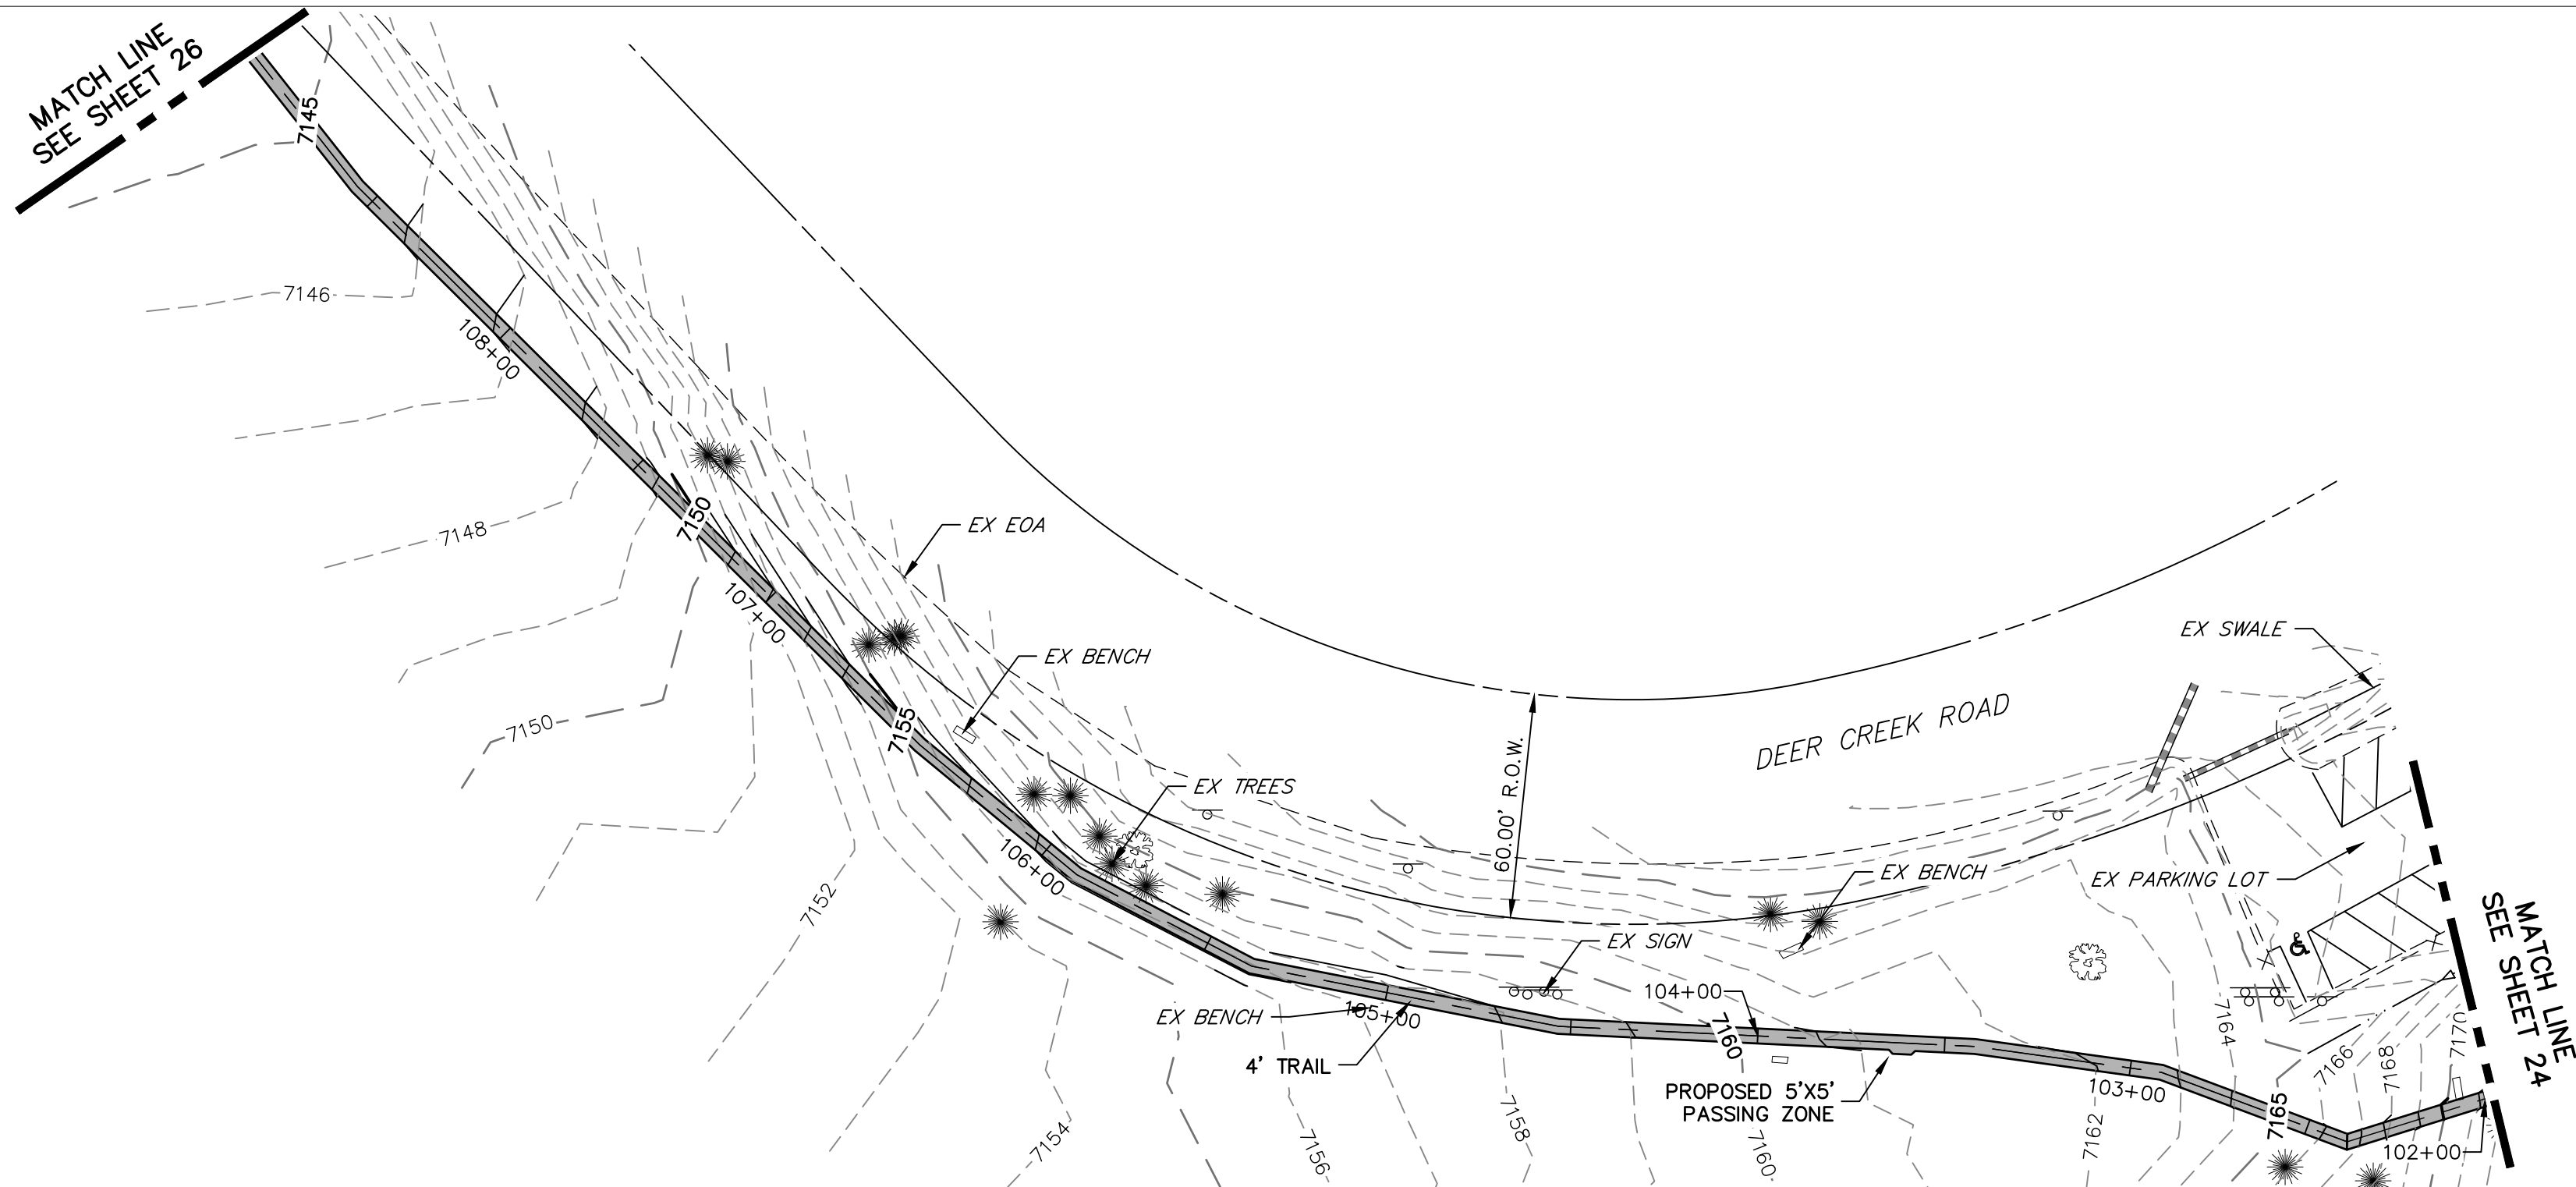 MATCH LINE
SEE SHEET 26
7145
7146
108+00
7148
7150
EX EOA
107+00
7150
7155
EX BENCH
EX SWALE
DEER CREEK ROAD
60.00' R.O.W.
EX TREES
106+00
7152
EX BENCH
EX PARKING LOT
EX SIGN
104+00
EX BENCH
105+00
4' TRAIL
7160
PROPOSED 5'X5'
PASSING ZONE
103+00
7164
7166
7168
7170
7165
102+00
7154
7156
7158
7160
7162
MATCH LINE
SEE SHEET 24